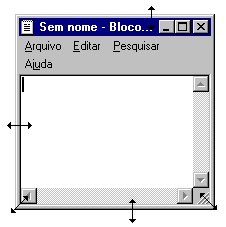 Sem nome - Bloco...
Arquivo Editar Pesquisar
Ajuda